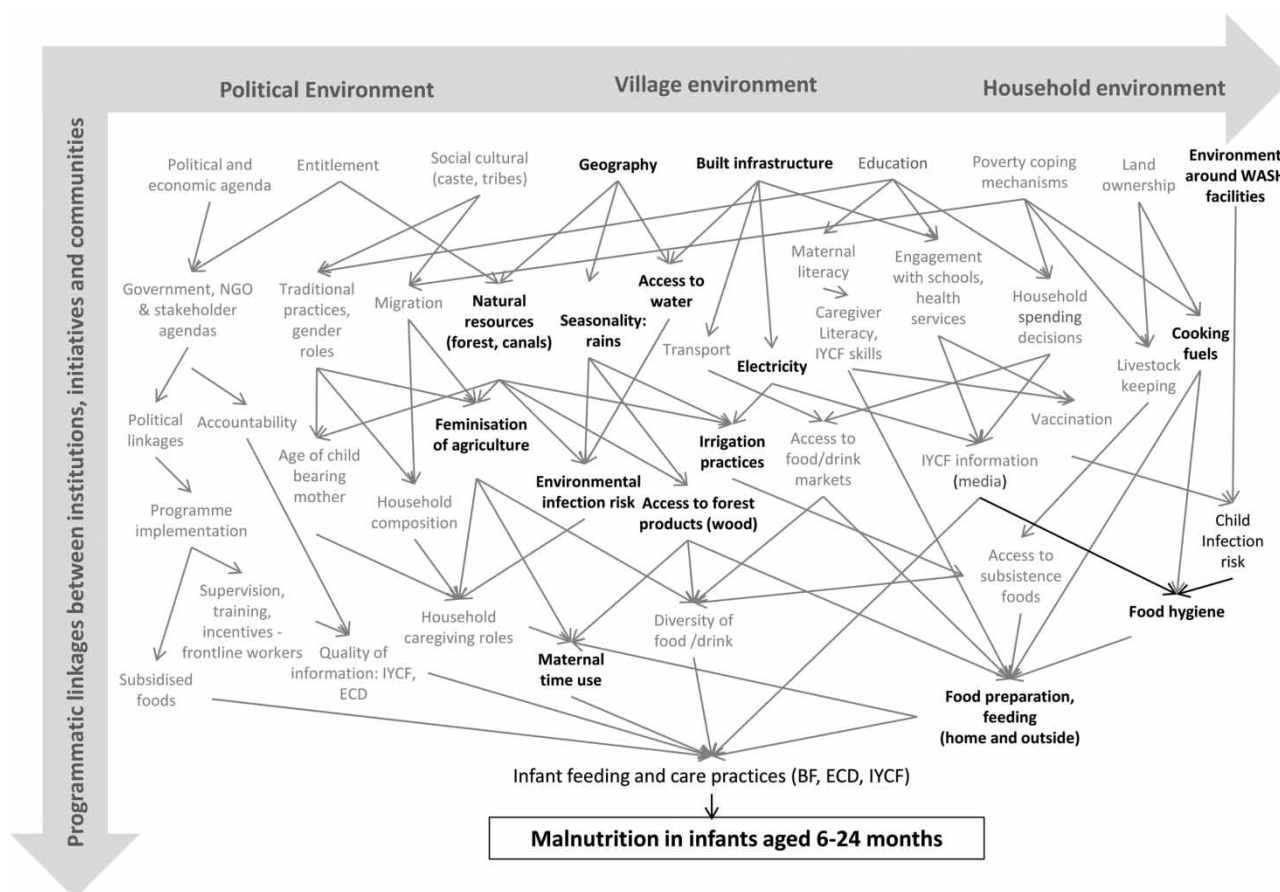 Political Environment
Village environment
Household environment
Programmatic linkages between institutions, initiatives and communities
Political and
economic agenda
Entitlement
Social cultural
(caste, tribes)
Geography
Built infrastructure
Education
Poverty coping
mechanisms
Land
ownership
Environment
around WASH
facilities
Government, NGO
& stakeholder
agendas
Traditional
practices,
gender
roles
Migration
Natural
resources
(forest, canals)
Seasonality:
rains
Access to
water
Transport
Electricity
Maternal
literacy
Caregiver
Literacy,
IYCF skills
Engagement
with schools,
health
services
Household
spending
decisions
Livestock
keeping
Cooking
fuels
Political
linkages
Accountability
Age of child
bearing
mother
Feminisation
of agriculture
Household
composition
Environmental
infection risk
Irrigation
practices
Access to forest
products (wood)
Access to
food/drink
markets
Vaccination
IYCF information
(media)
Programme
implementation
Child
Infection
risk
Supervision,
training,
incentives -
frontline workers
Household
caregiving roles
Diversity of
food /drink
Access to
subsistence
foods
Food hygiene
Subsidised
foods
Quality of
information: IYCF,
ECD
Maternal
time use
Food preparation,
feeding
(home and outside)
Infant feeding and care practices (BF, ECD, IYCF)
Malnutrition in infants aged 6-24 months